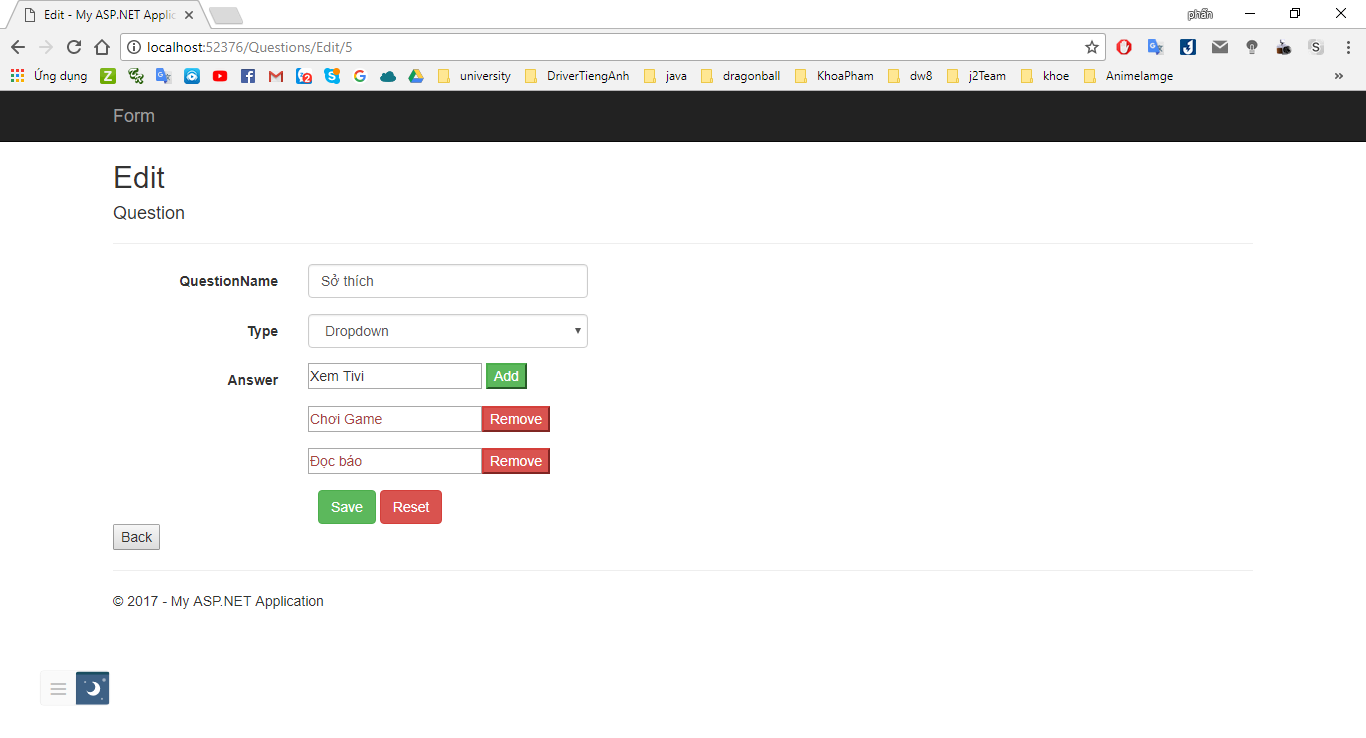 Edit - My ASP.NET Applic
phấn
localhost:52376/Questions/Edit/5
Ứng dụng university DriverTiengAnh java dragonball KhoaPham dw8 j2Team khoe Animelamge »
Form
Edit
Question
QuestionName Sở thích
Type Dropdown
Answer Xem Tivi Add
Chơi Game Remove
Đọc báo Remove
Save Reset
Back
© 2017 - My ASP.NET Application